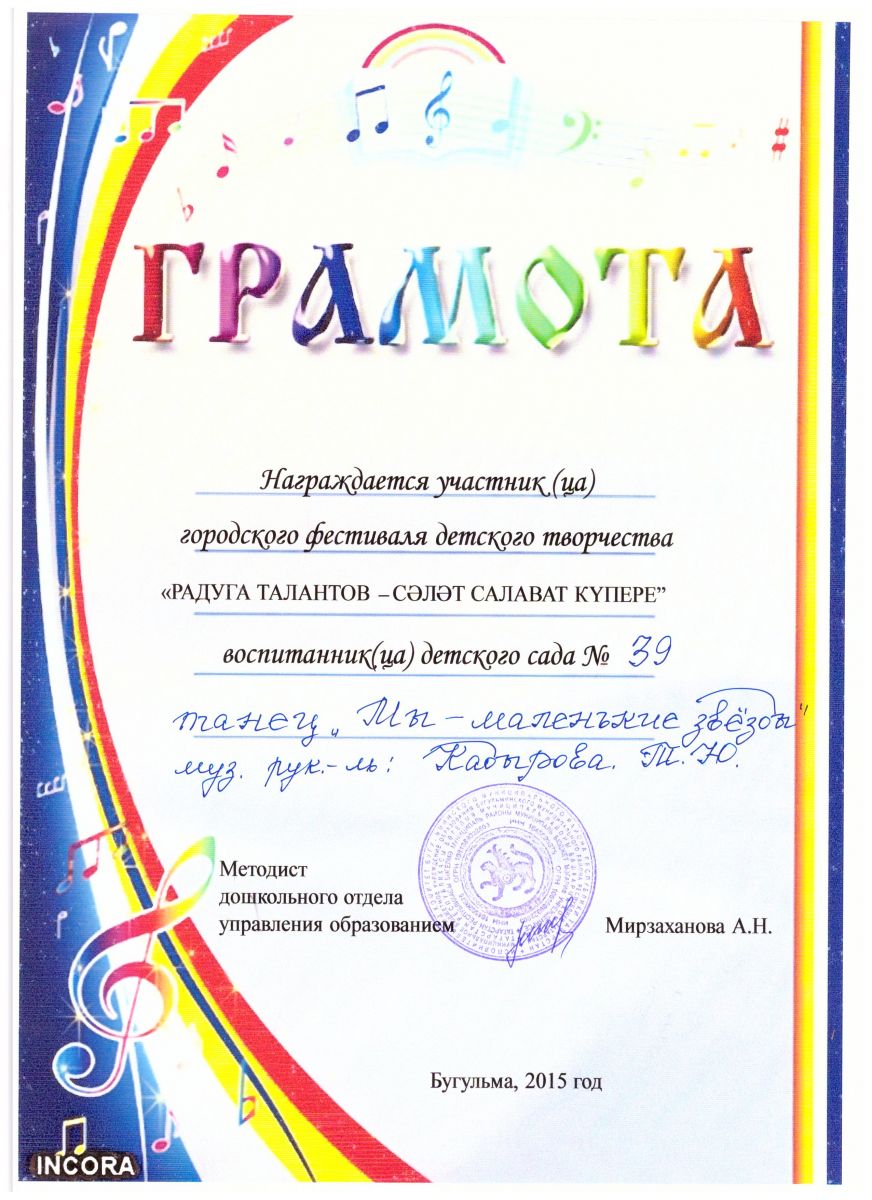 ГРАМОТА
Награждается участник (ца)
городского фестиваля детского творчества
«РАДУГА ТАЛАНТОВ – СӘЛӘТ САЛАВАТ КҮПЕРЕ”
воспитанник(ца) детского сада № 39
танец „Мы – маленькие звёзды"
муз. рук.-ль: Кадырова. Т.Ю.
Методист
дошкольного отдела
управления образованием
Мирзаханова А.Н.
Бугульма, 2015 год
INCORA